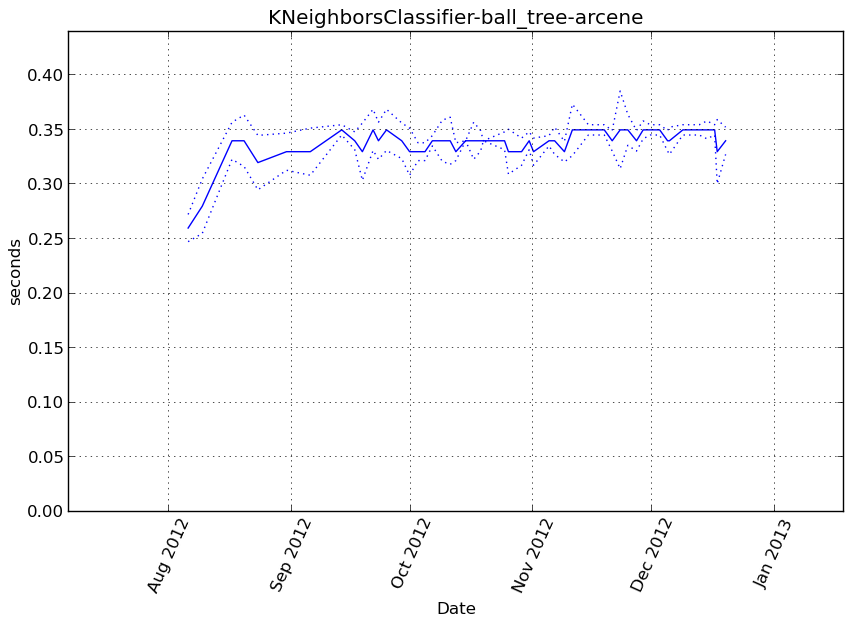 KNeighborsClassifier-ball_tree-arcene
0.40
0.35
0.30
0.25
0.20
0.15
0.10
0.05
0.00
seconds
Aug 2012
Sep 2012
Oct 2012
Nov 2012
Dec 2012
Jan 2013
Date